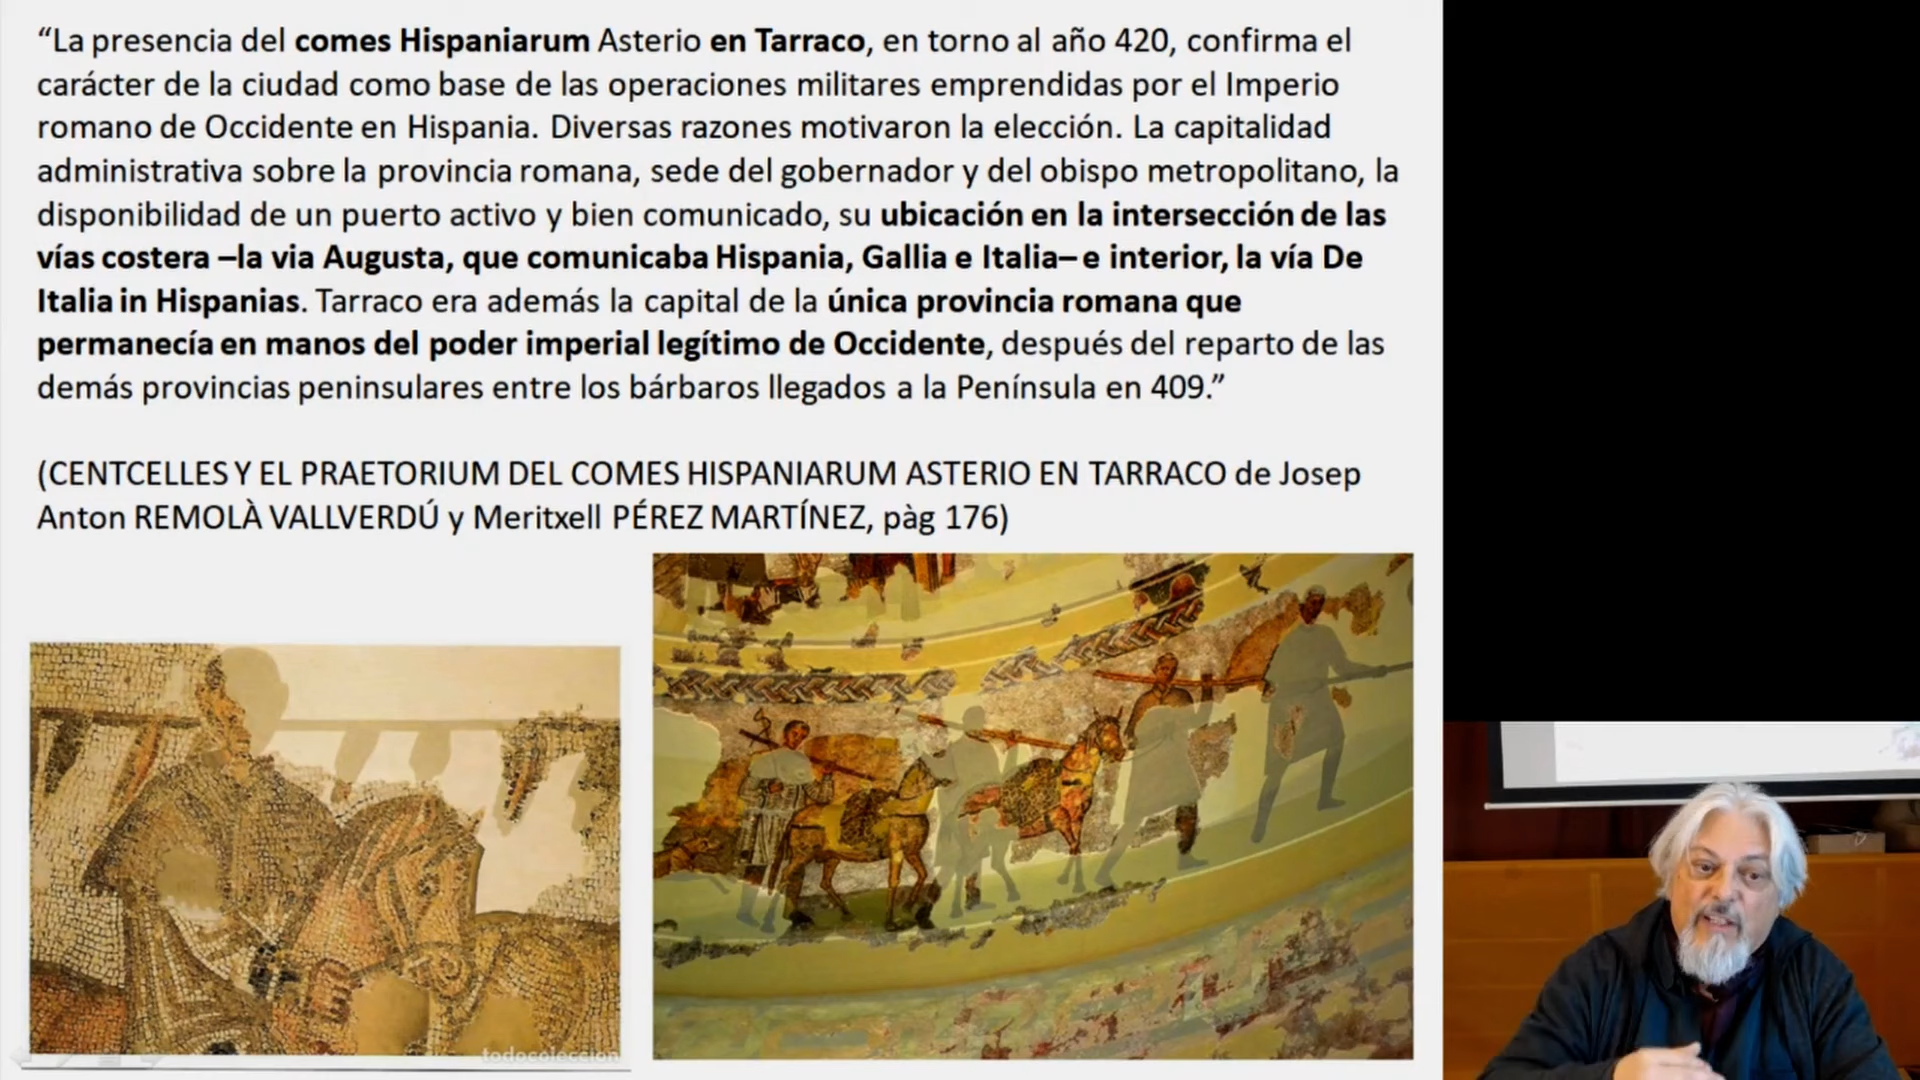 “La presencia del comes Hispaniarum Asterio en Tarraco, en torno al año 420, confirma el
carácter de la ciudad como base de las operaciones militares emprendidas por el Imperio
romano de Occidente en Hispania. Diversas razones motivaron la elección. La capitalidad
administrativa sobre la provincia romana, sede del gobernador y del obispo metropolitano, la
disponibilidad de un puerto activo y bien comunicado, su ubicación en la intersección de las
vías costera –la via Augusta, que comunicaba Hispania, Gallia e Italia– e interior, la vía De
Italia in Hispanias. Tarraco era además la capital de la única provincia romana que
permanecía en manos del poder imperial legítimo de Occidente, después del reparto de las
demás provincias peninsulares entre los bárbaros llegados a la Península en 409.”
(CENTCELLES Y EL PRAETORIUM DEL COMES HISPANIARUM ASTERIO EN TARRACO de Josep
Anton REMOLÀ VALLVERDÚ y Meritxell PÉREZ MARTÍNEZ, pàg 176)
todocoleccion